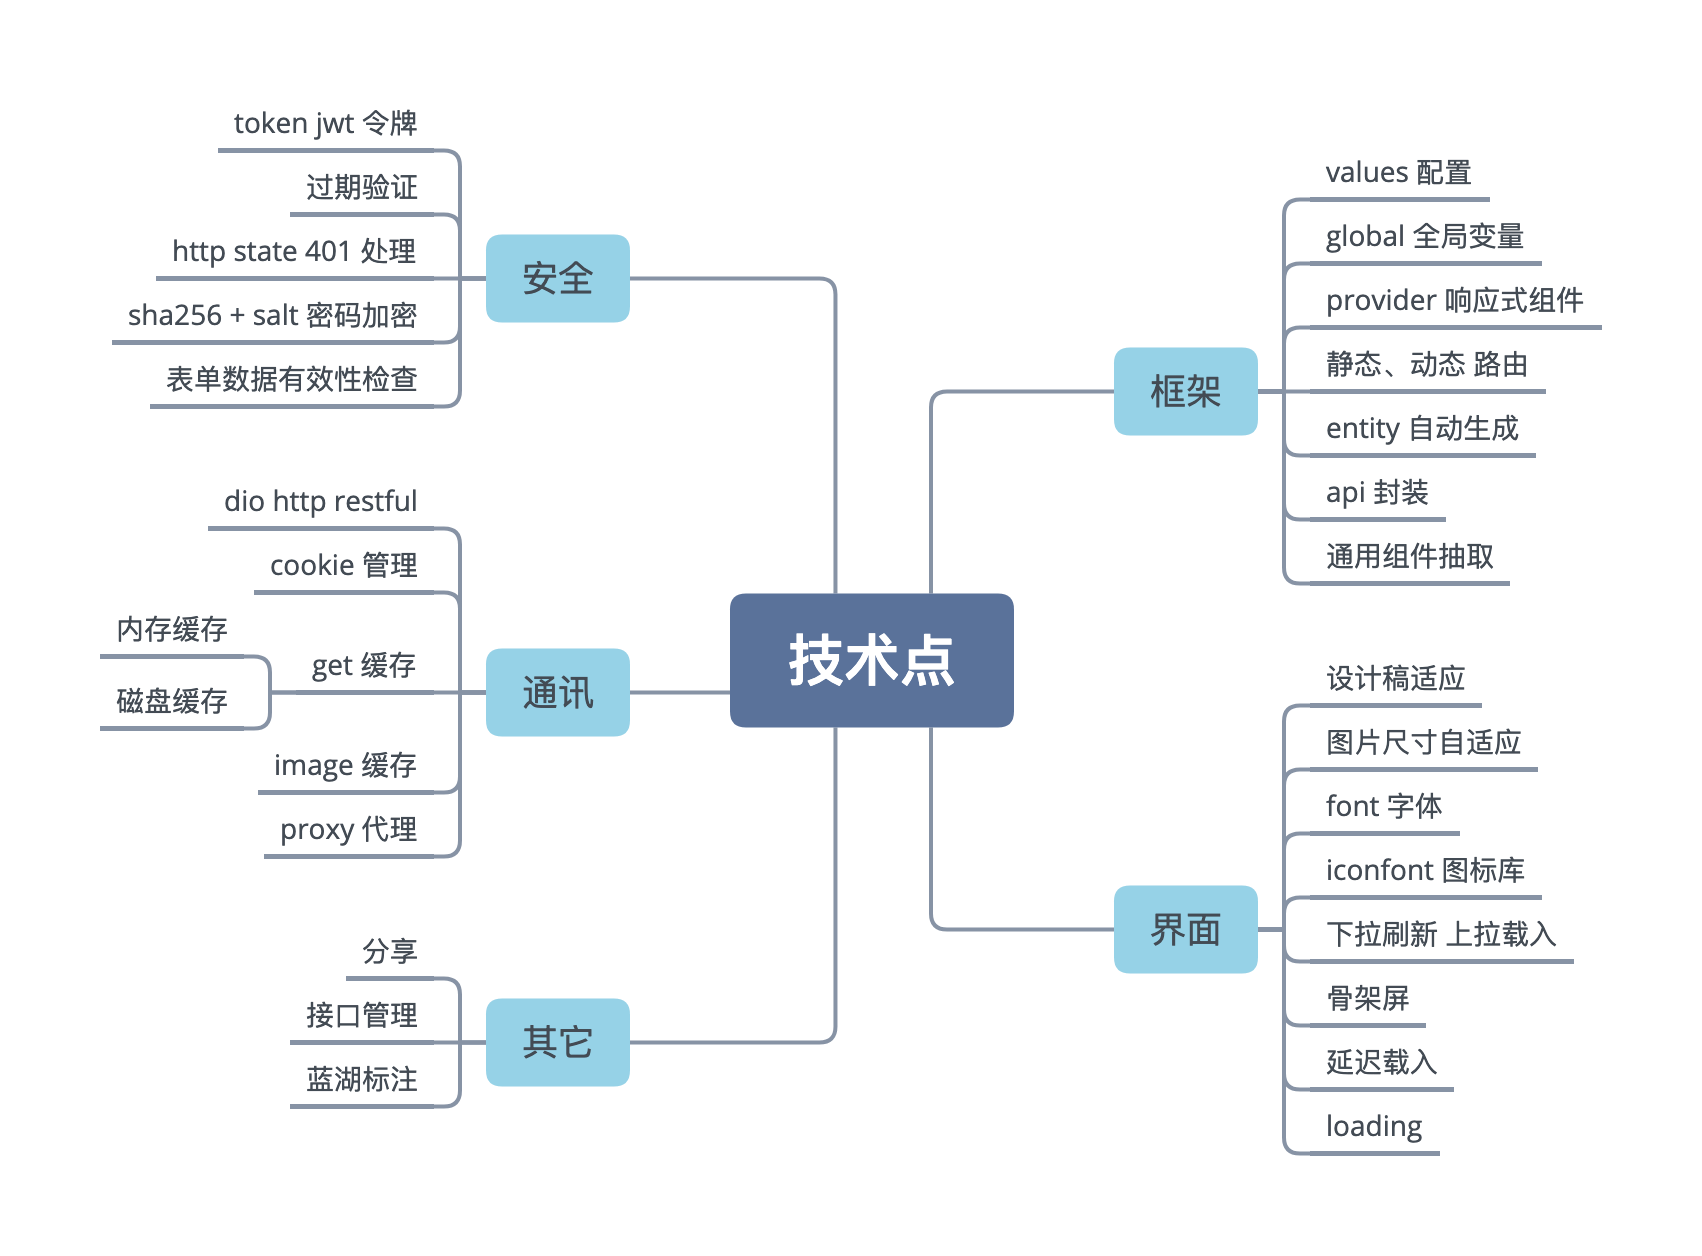 技术点
框架
values 配置
global 全局变量
provider 响应式组件
静态、动态 路由
entity 自动生成
api 封装
通用组件抽取
界面
设计稿适应
图片尺寸自适应
font 字体
iconfont 图标库
下拉刷新 上拉载入
骨架屏
延迟载入
loading
安全
token jwt 令牌
过期验证
http state 401 处理
sha256 + salt 密码加密
表单数据有效性检查
通讯
dio http restful
cookie 管理
get 缓存
内存缓存
磁盘缓存
image 缓存
proxy 代理
其它
分享
接口管理
蓝湖标注